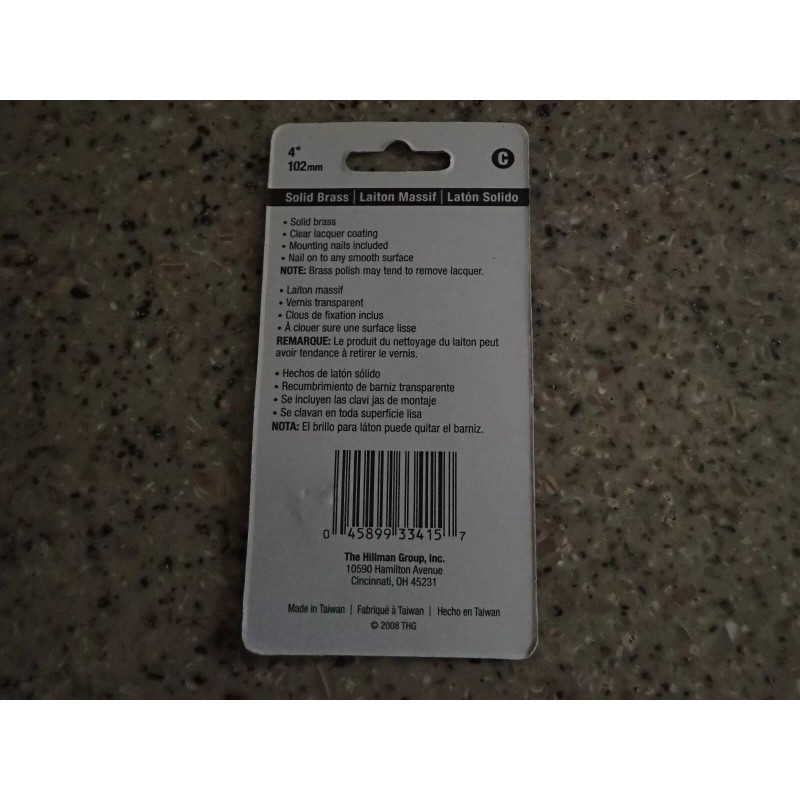 4"
102mm
C
Solid Brass | Laiton Massif | Latón Solido
• Solid brass
• Clear lacquer coating
• Mounting nails included
• Nail on to any smooth surface
NOTE: Brass polish may tend to remove lacquer.
• Laiton massif
• Vernis transparent
• Clous de fixation inclus
• À clouer sure une surface lisse
REMARQUE: Le produit du nettoyage du laiton peut
avoir tendance à retirer le vernis.
• Hechos de latón sólido
• Recumbrimiento de barniz transparente
• Se incluyen las clavi jas de montaje
• Se clavan en toda superficie lisa
NOTA: El brillo para láton puede quitar el barniz.
0 45899 33415 7
The Hillman Group, Inc.
10590 Hamilton Avenue
Cincinnati, OH 45231
Made in Taiwan | Fabriqué à Taiwan | Hecho en Taiwan
© 2008 THG